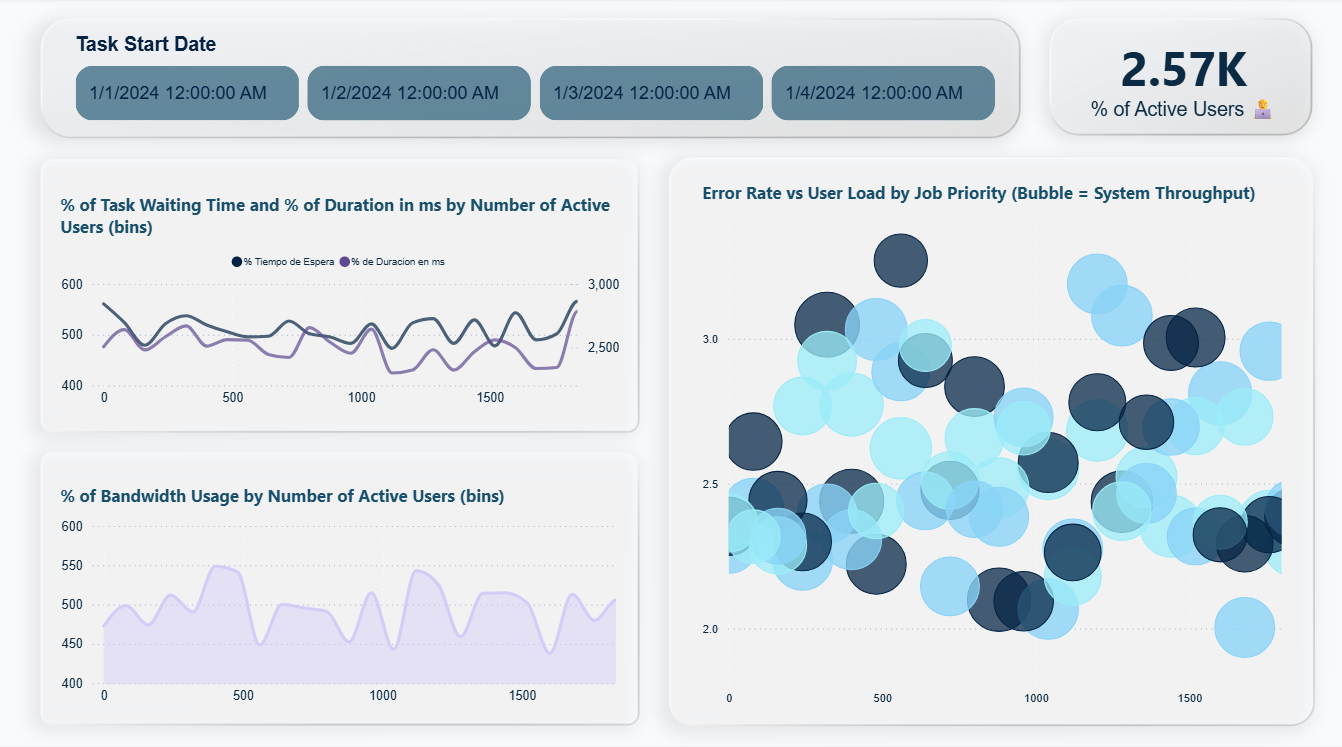 Task Start Date
1/1/2024 12:00:00 AM
1/2/2024 12:00:00 AM
1/3/2024 12:00:00 AM
1/4/2024 12:00:00 AM
2.57K
% of Active Users
% of Task Waiting Time and % of Duration in ms by Number of Active
Users (bins)
% Tiempo de Espera % de Duracion en ms
600
500
400
3,000
2,500
0 500 1000 1500
% of Bandwidth Usage by Number of Active Users (bins)
600
550
500
450
400
0 500 1000 1500
Error Rate vs User Load by Job Priority (Bubble = System Throughput)
3.0
2.5
2.0
0 500 1000 1500